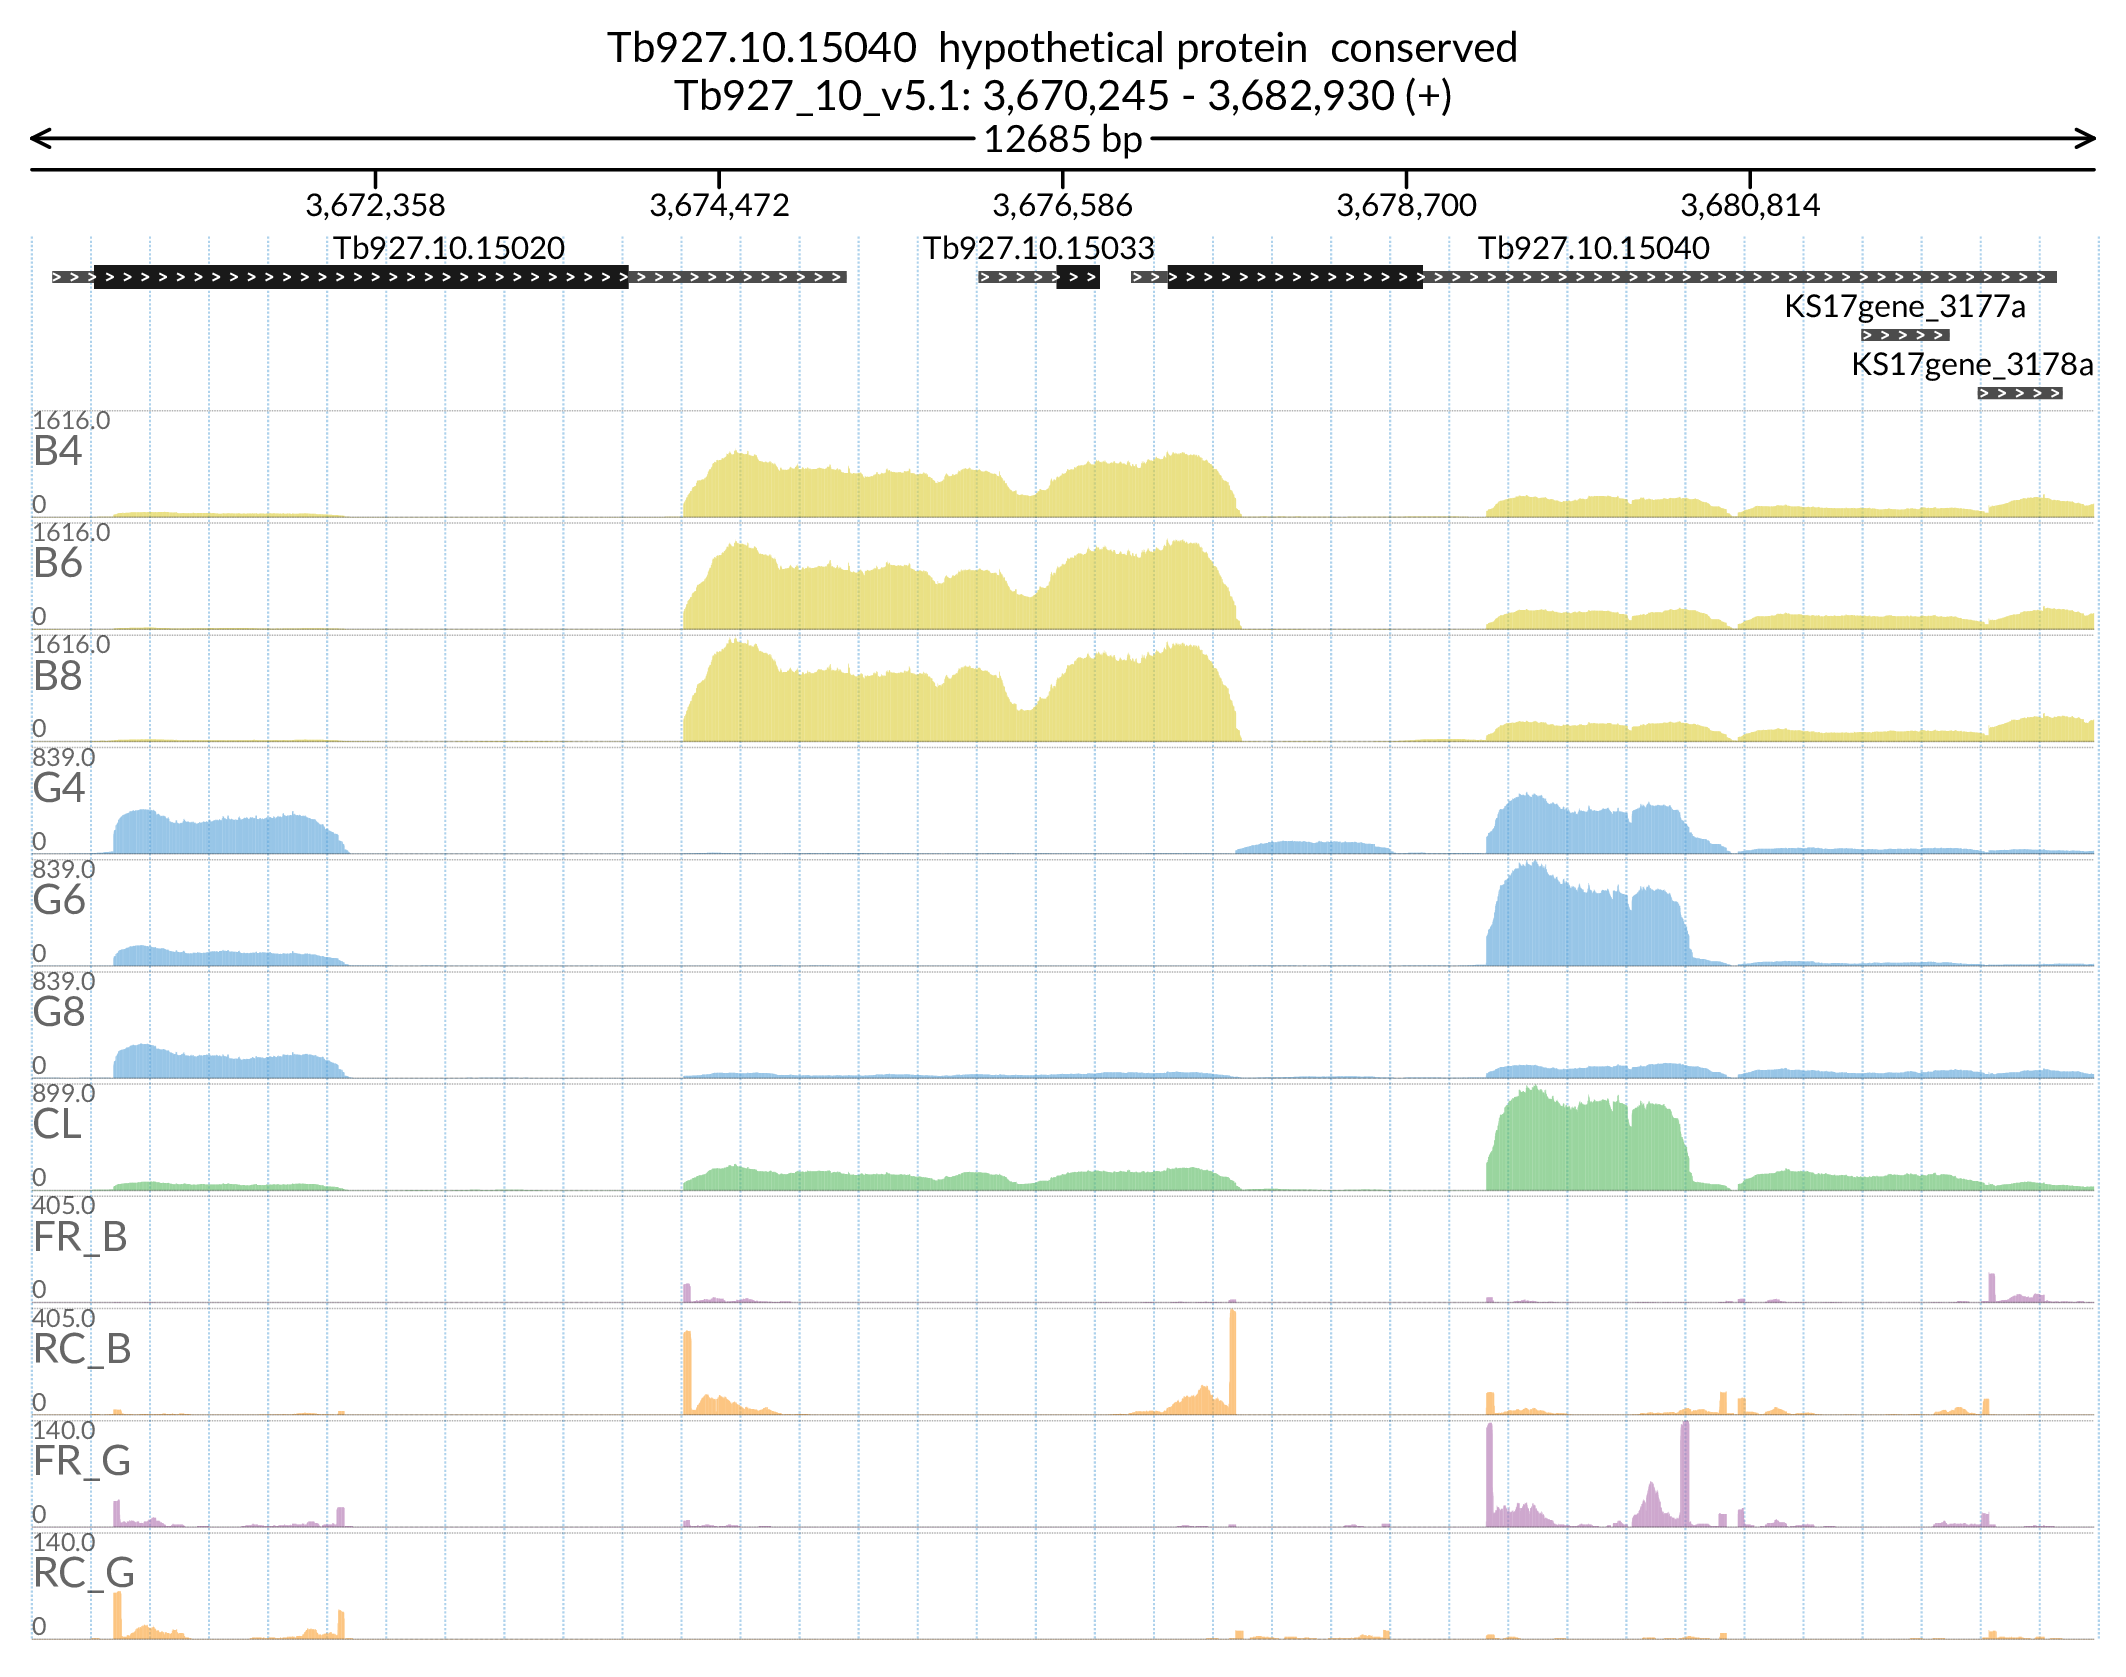 Tb927.10.15040  hypothetical protein  conserved
Tb927_10_v5.1: 3,670,245 - 3,682,930 (+)
12685 bp
3,672,358 3,674,472 3,676,586 3,678,700 3,680,814
Tb927.10.15020 Tb927.10.15033 Tb927.10.15040
KS17gene_3177a
KS17gene_3178a
1616.0
B4
0
1616.0
B6
0
1616.0
B8
0
839.0
G4
0
839.0
G6
0
839.0
G8
0
899.0
CL
0
405.0
FR_B
0
405.0
RC_B
0
140.0
FR_G
0
140.0
RC_G
0